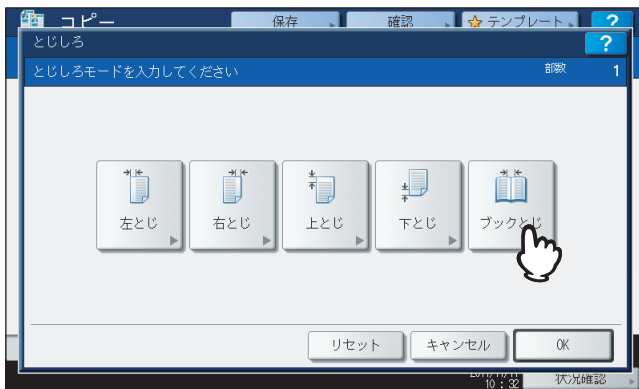 コピー 保存 確認 テンプレート ?
とじしろ ?
とじしろモードを入力してください 部数 1
左とじ 右とじ 上とじ 下とじ ブックとじ
リセット キャンセル OK
10:32 状況確認